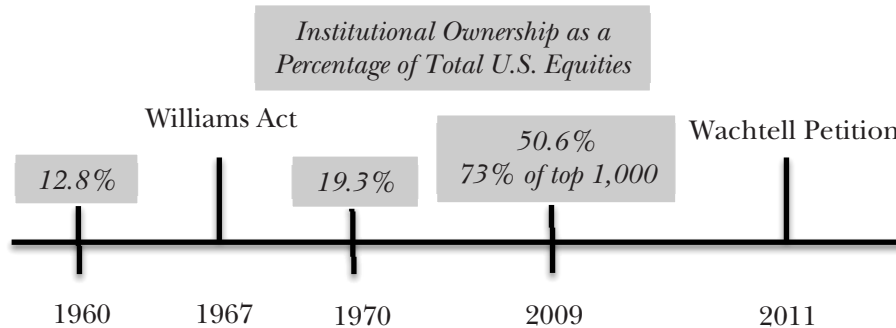 Institutional Ownership as a
Percentage of Total U.S. Equities
Williams Act
Wachtell Petition
12.8%
19.3%
50.6%
73% of top 1,000
1960
1967
1970
2009
2011